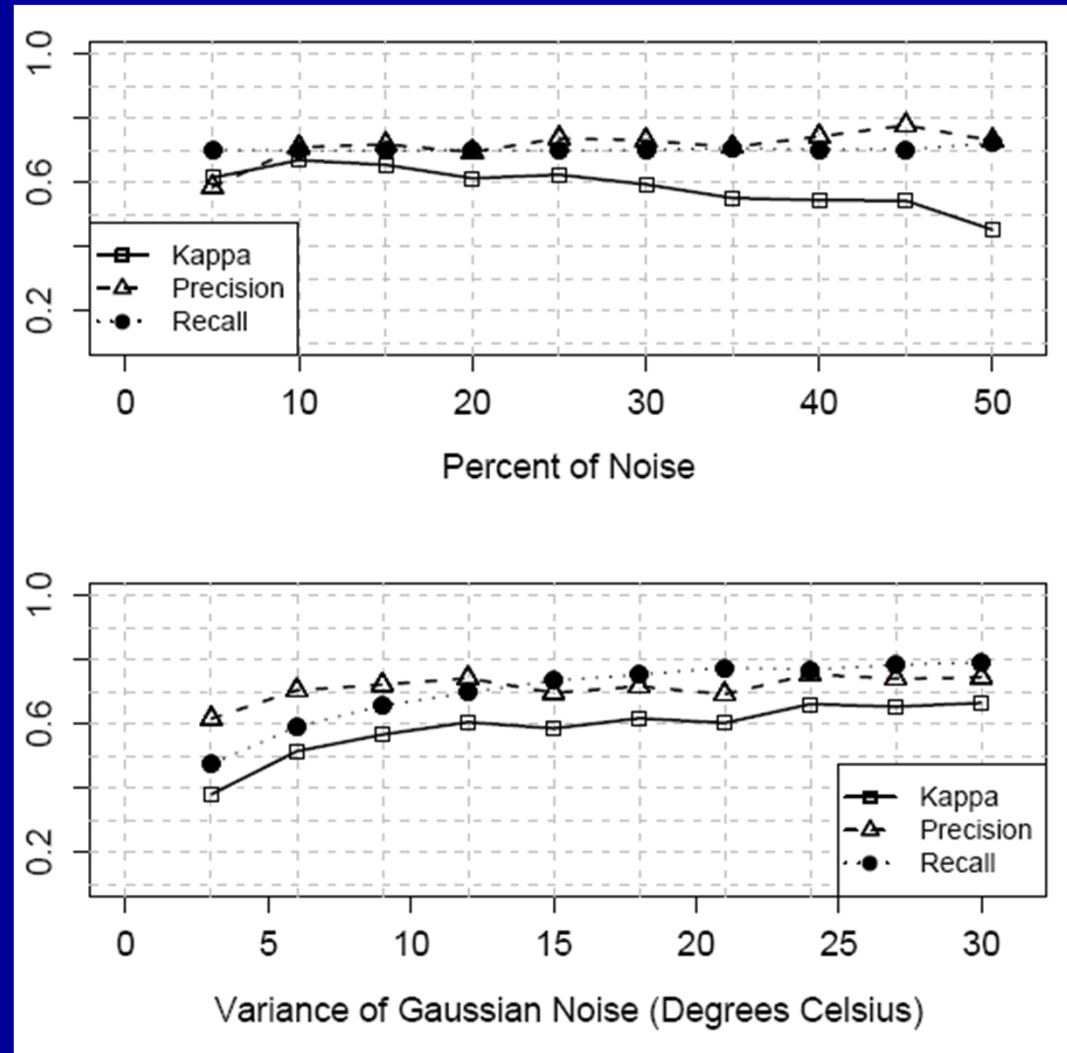 1.0
0.6
0.2
Kappa
Precision
Recall
0 10 20 30 40 50
Percent of Noise
1.0
0.6
0.2
Kappa
Precision
Recall
0 5 10 15 20 25 30
Variance of Gaussian Noise (Degrees Celsius)